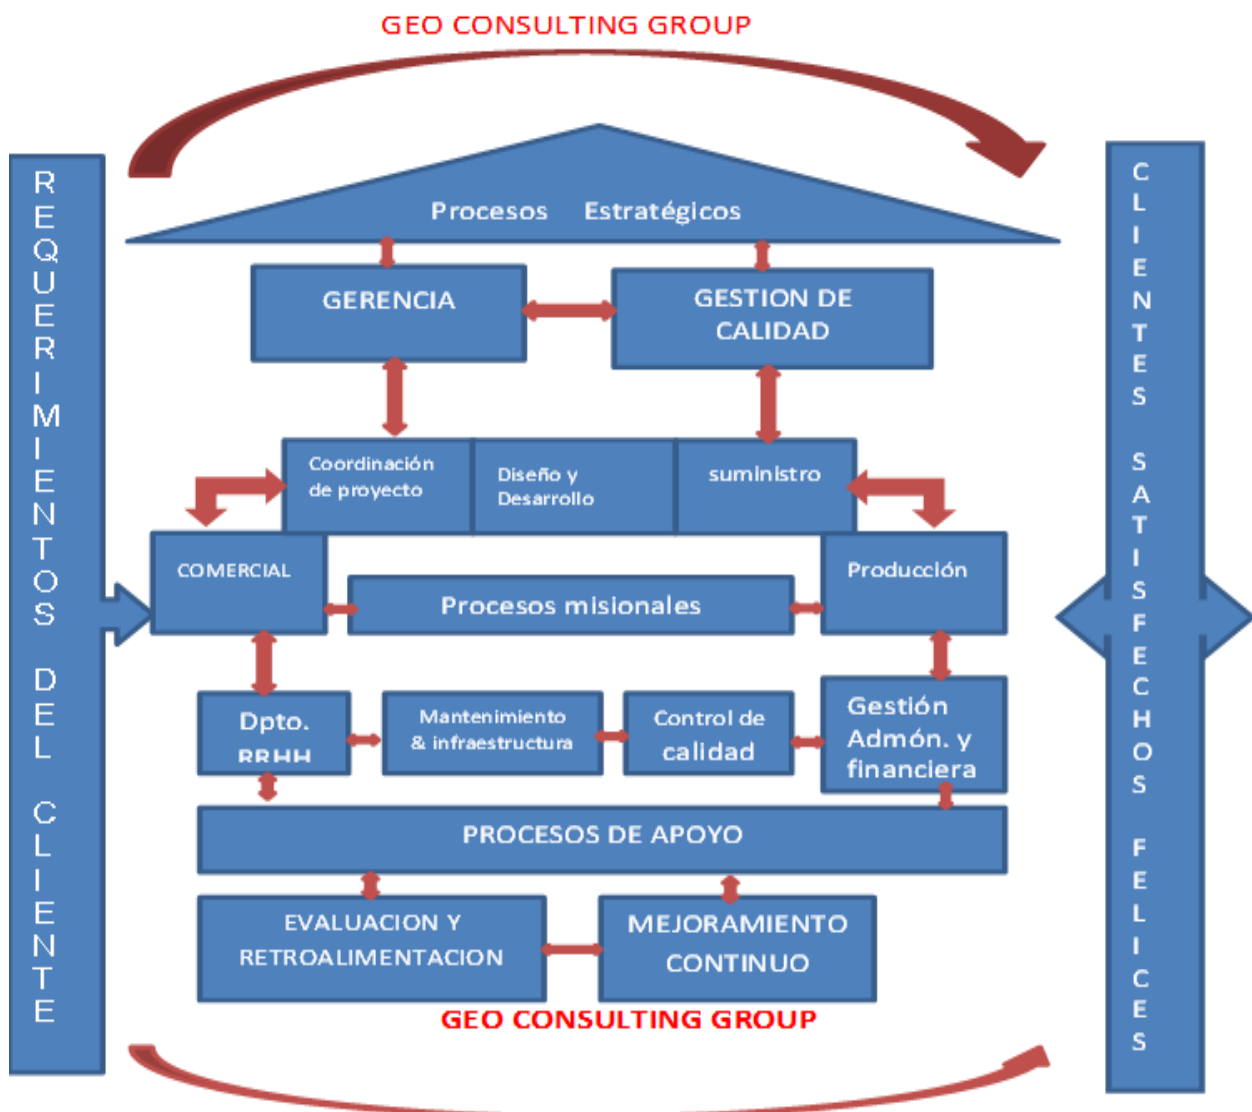 GEO CONSULTING GROUP
REQUERIMIENTOS DEL CLIENTE
Procesos Estratégicos
GERENCIA
GESTION DE
CALIDAD
Coordinación
de proyecto
Diseño y
Desarrollo
suministro
COMERCIAL
Procesos misionales
Producción
Dpto.
RRHH
Mantenimiento
& infraestructura
Control de
calidad
Gestión
Admón. y
financiera
PROCESOS DE APOYO
EVALUACION Y
RETROALIMENTACION
MEJORAMIENTO
CONTINUO
GEO CONSULTING GROUP
CLIENTES SATISFECHOS FELICES